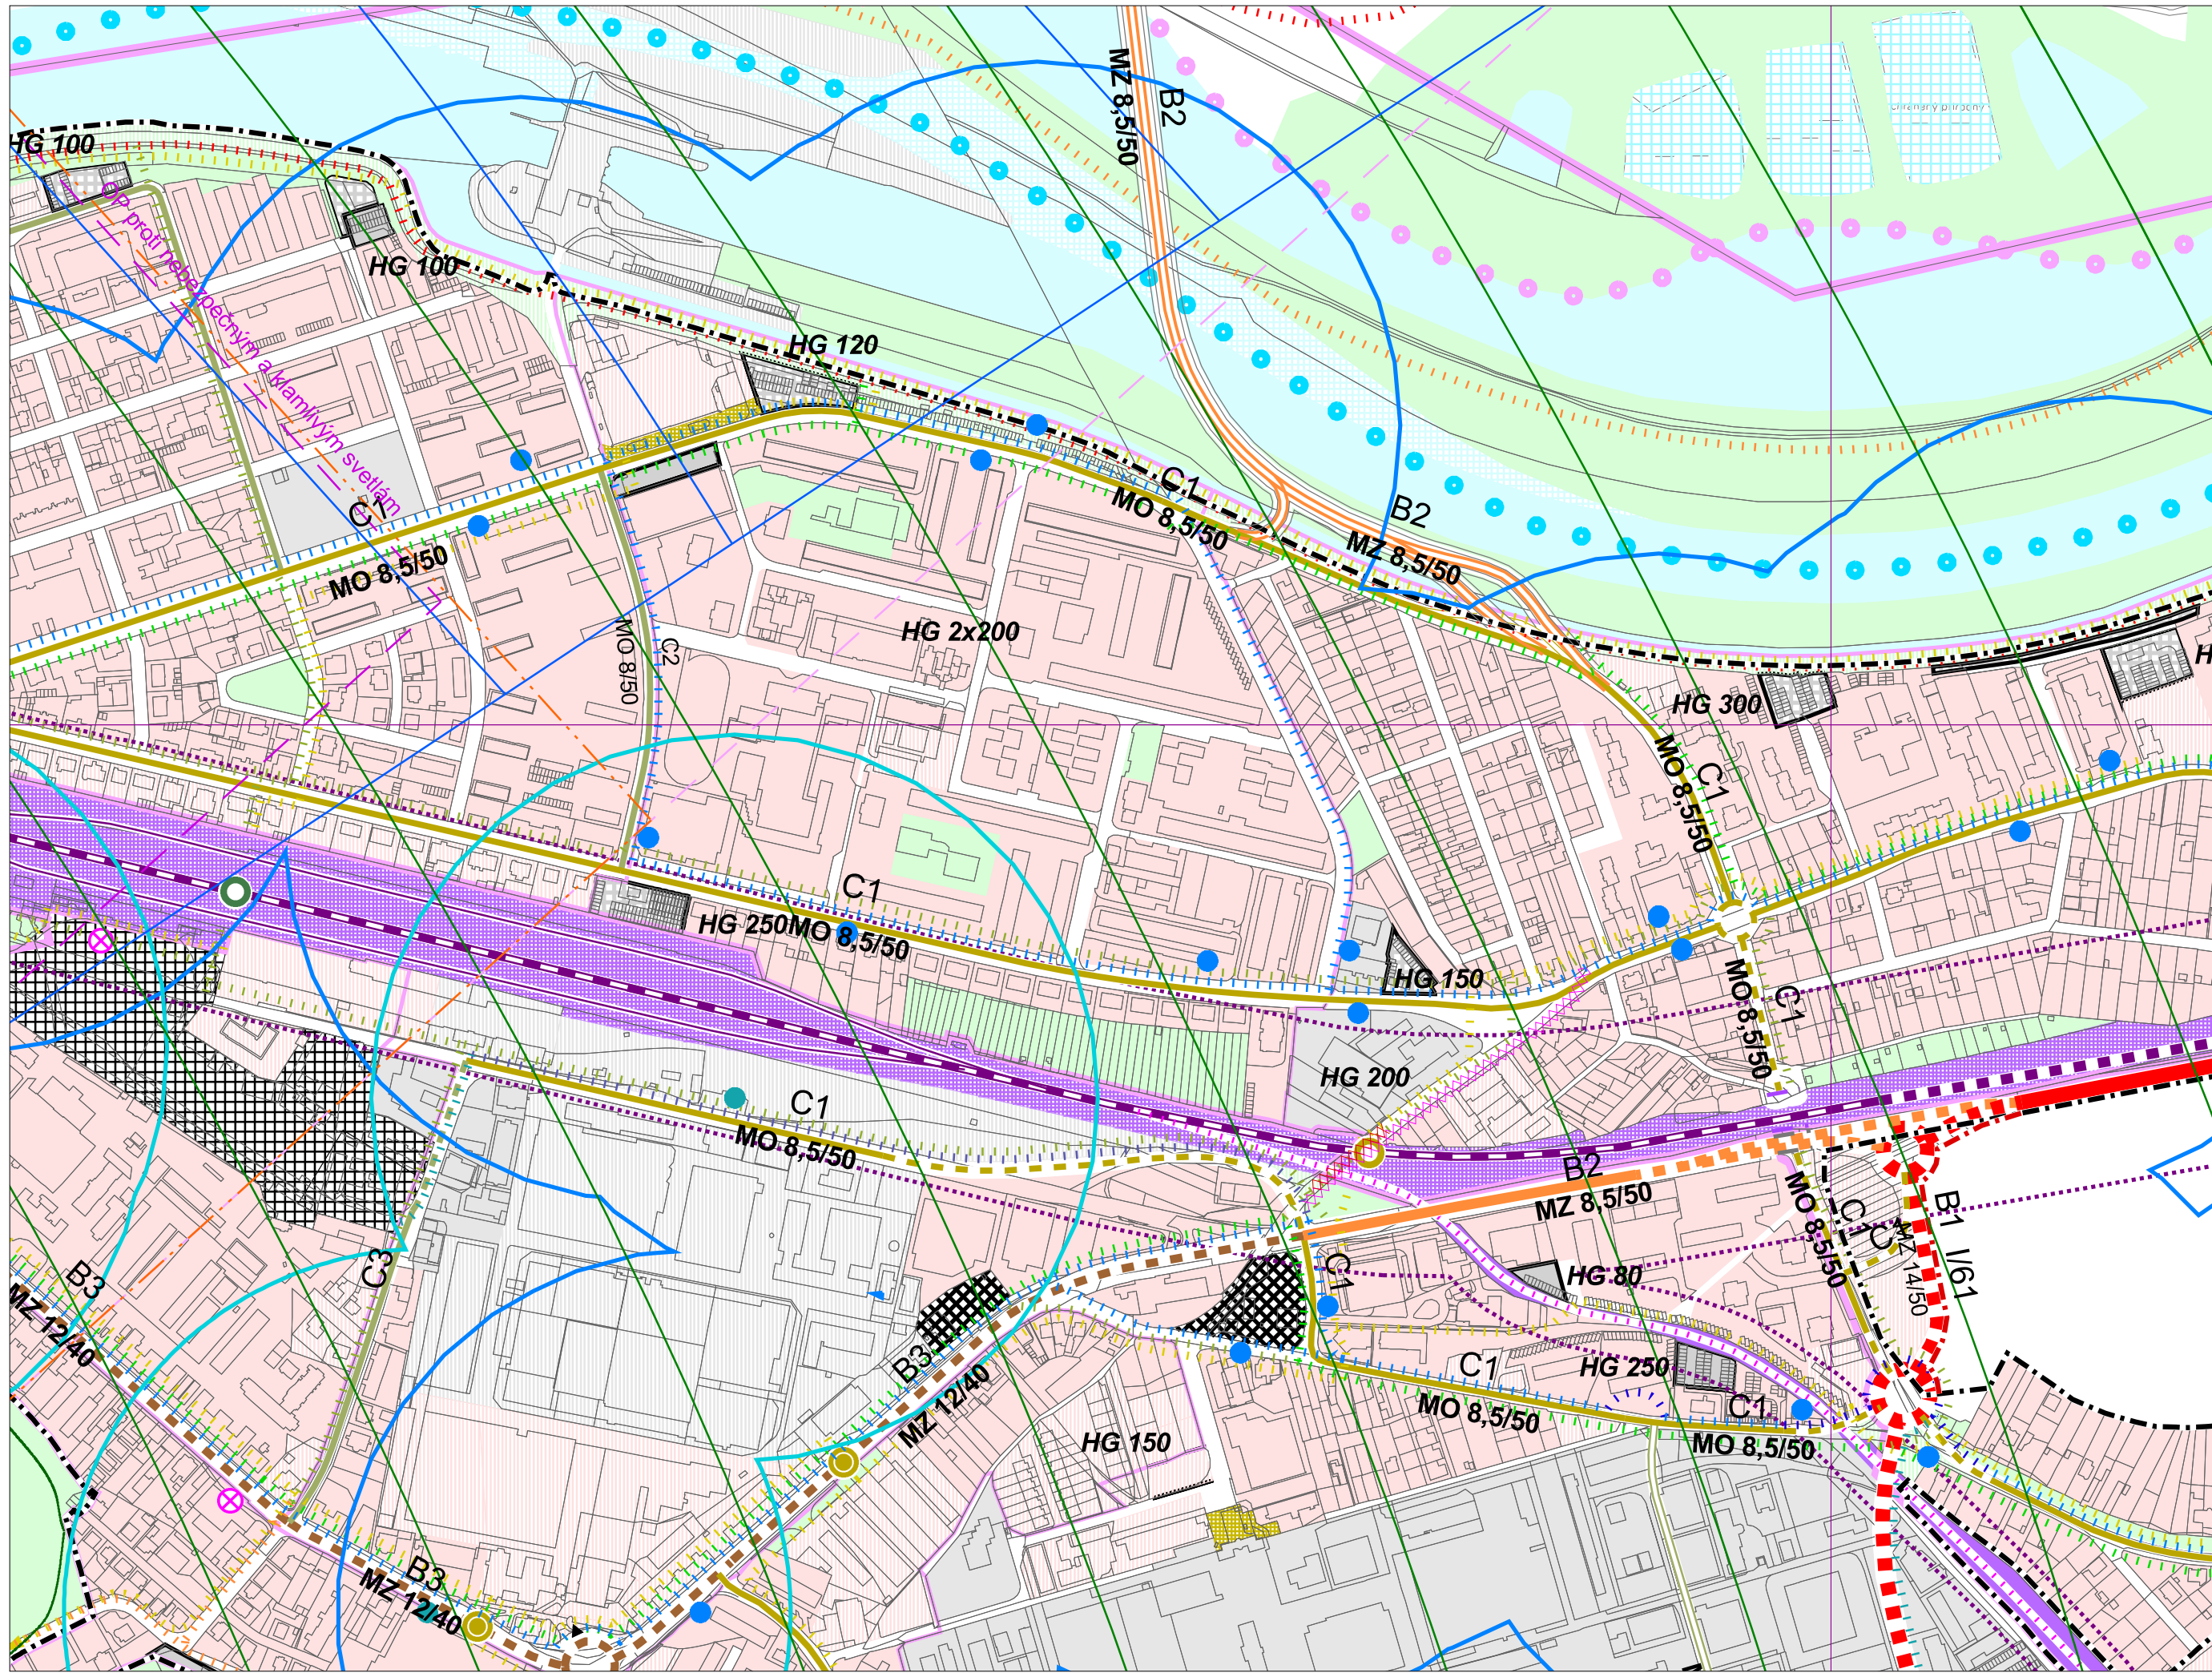 MZ 8,5/50
B2
Chránený prírodný
HG 100
OP proti nebezpečným a klamlivým svetlám
HG 100
HG 120
C1
MO 8,5/50
C1
MO 8,5/50
B2
MZ 8,5/50
MO 8/50
C2
HG 2x200
HG 300
H
MO 8,5/50
C1
C1
HG 250
MO 8,5/50
HG 150
MO 8,5/50
C1
HG 200
C1
MO 8,5/50
B2
MZ 8,5/50
MO 8,5/50
C1
C1
MZ 14/50
B1 I/61
B3
MZ 12/40
C3
C1
HG 80
B3
MZ 12/40
C1
MO 8,5/50
HG 250
C1
MO 8,5/50
HG 150
B3
MZ 12/40